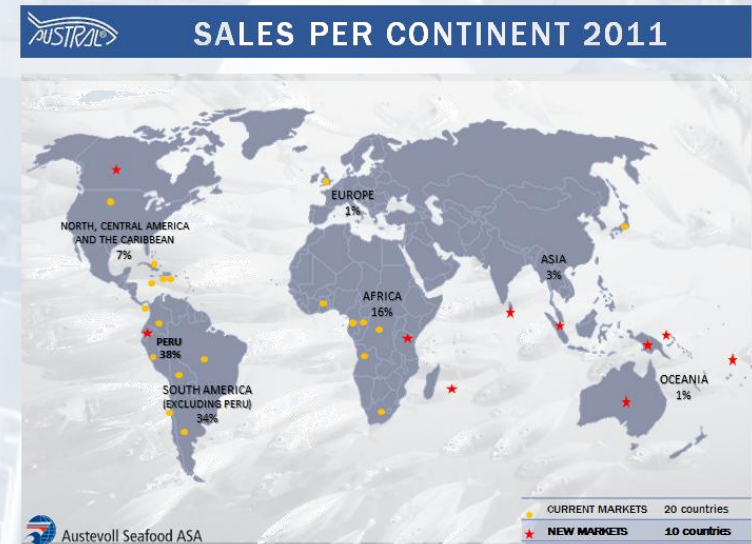 AUSTRAL®
SALES PER CONTINENT 2011
EUROPE
1%
NORTH, CENTRAL AMERICA
AND THE CARIBBEAN
7%
ASIA
3%
AFRICA
16%
PERU
38%
SOUTH AMERICA
(EXCLUDING PERU)
34%
OCEANIA
1%
CURRENT MARKETS 20 countries
NEW MARKETS 10 countries
Austevoll Seafood ASA